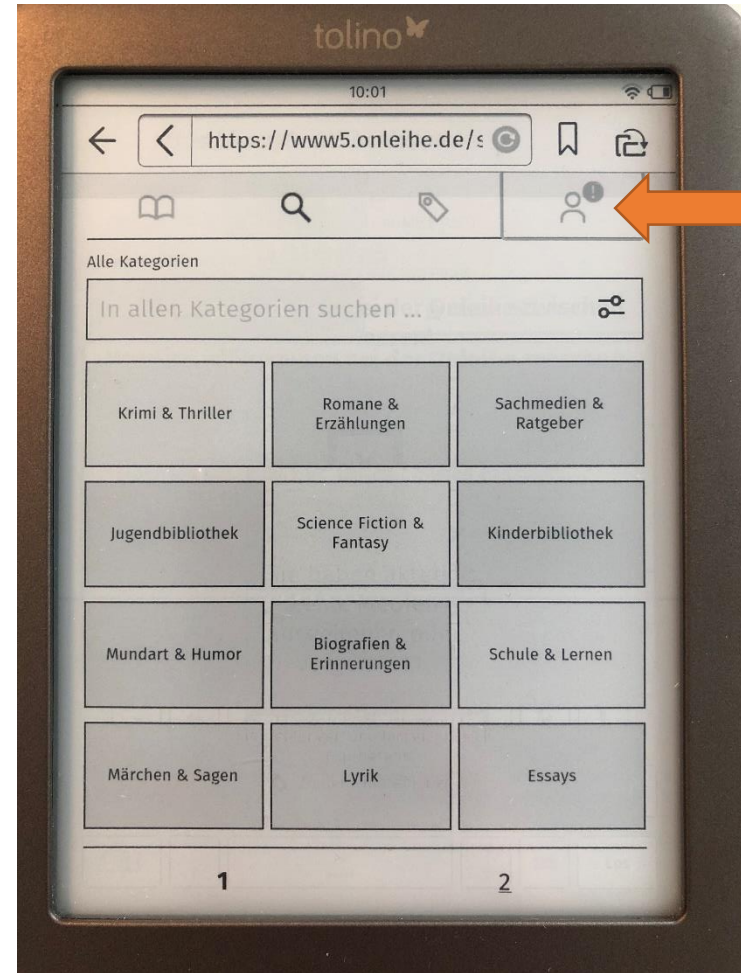 tolino
10:01
https://www5.onleihe.de/s
Alle Kategorien
In allen Kategorien suchen ...
Krimi & Thriller
Romane &
Erzählungen
Sachmedien &
Ratgeber
Jugendbibliothek
Science Fiction &
Fantasy
Kinderbibliothek
Mundart & Humor
Biografien &
Erinnerungen
Schule & Lernen
Märchen & Sagen
Lyrik
Essays
1
2